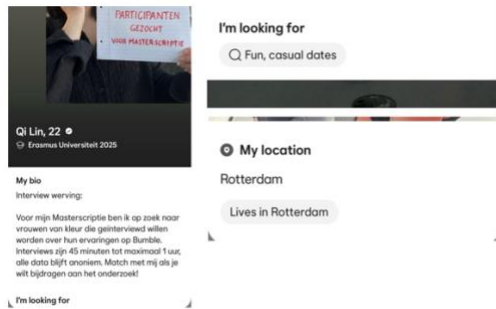 PARTICIPANTEN
GEZOCHT
VOOR MASTERSCRIPTIE
Qi Lin, 22
Erasmus Universiteit 2025
My bio
Interview werving:
Voor mijn Masterscriptie ben ik op zoek naar
vrouwen van kleur die geïnterviewd willen
worden over hun ervaringen op Bumble.
Interviews zijn 45 minuten tot maximaal 1 uur,
alle data blijft anoniem. Match met mij als je
wilt bijdragen aan het onderzoek!
I'm looking for
I'm looking for
Fun, casual dates
My location
Rotterdam
Lives in Rotterdam